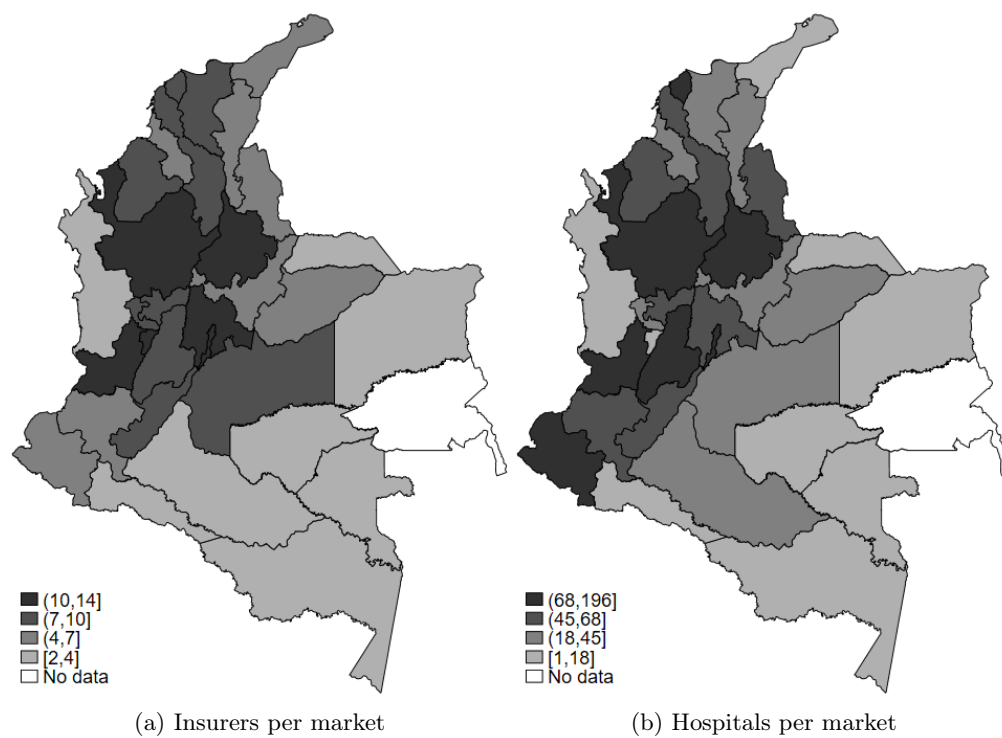 (10,14]
(7,10]
(4,7]
[2,4]
No data
(68,196]
(45,68]
(18,45]
[1,18]
No data
(a) Insurers per market
(b) Hospitals per market